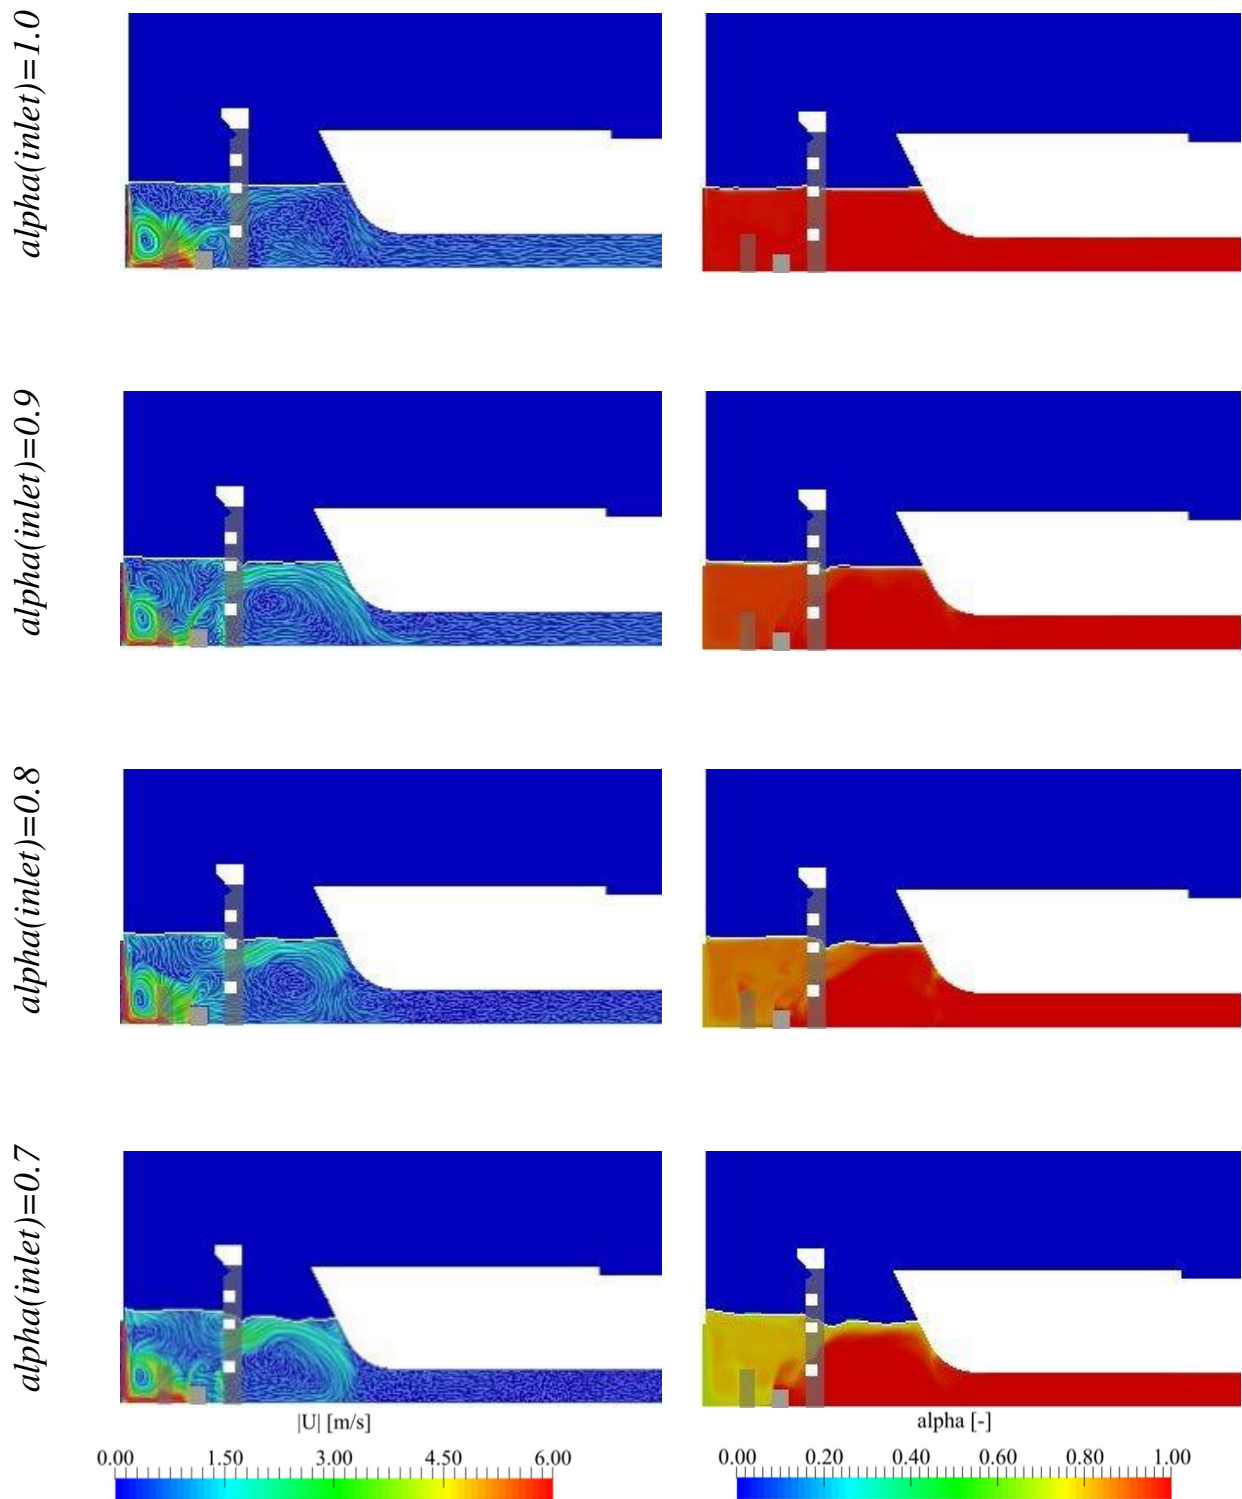 alpha(inlet)=1.0
alpha(inlet)=0.9
alpha(inlet)=0.8
alpha(inlet)=0.7
|U| [m/s]
0.00 1.50 3.00 4.50 6.00
alpha [-]
0.00 0.20 0.40 0.60 0.80 1.00